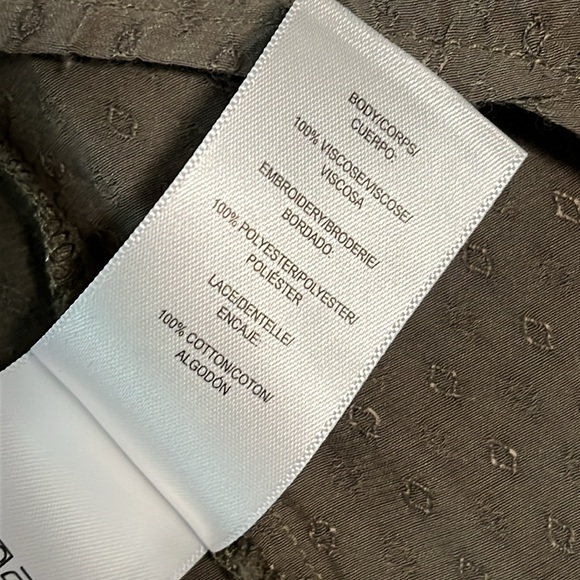 BODY/CORPS/
CUERPO:
100% VISCOSE/VISCOSE/
VISCOSA
EMBROIDERY/BRODERIE/
BORDADO:
100% POLYESTER/POLYESTER/
POLIÉSTER
LACE/DENTELLE/
ENCAJE:
100% COTTON/COTON/
ALGODÓN